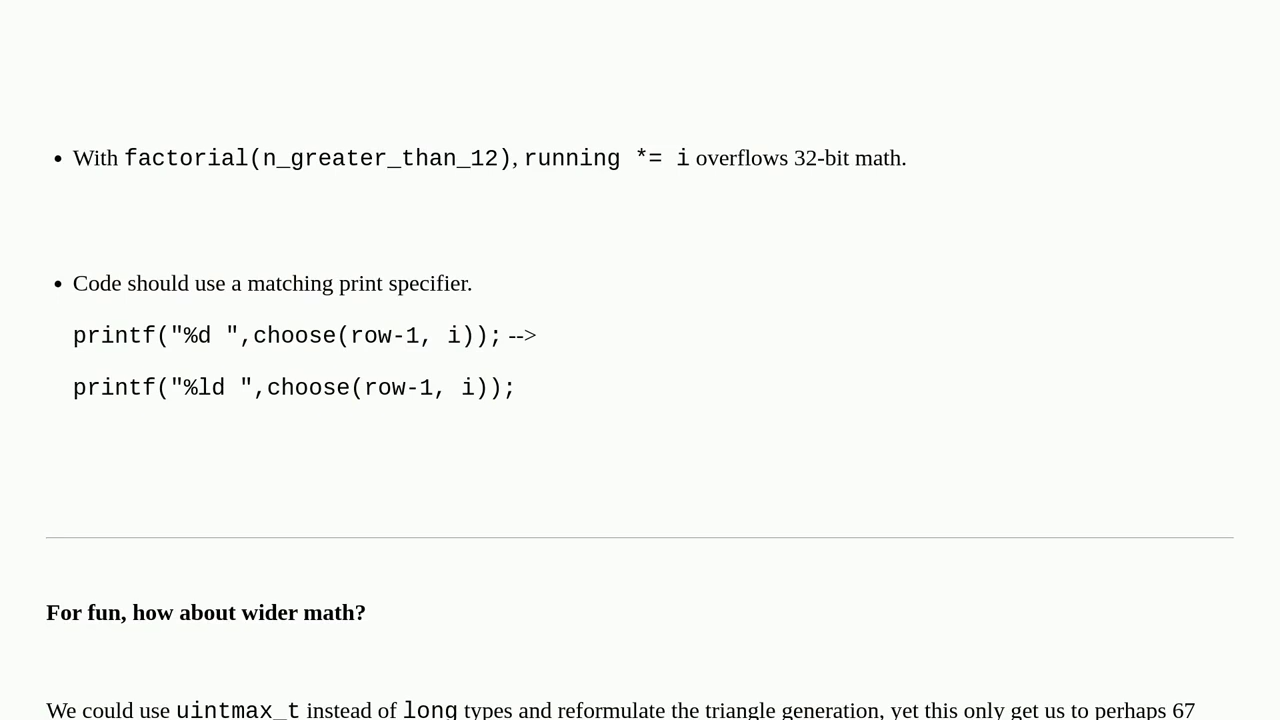 • With factorial(n_greater_than_12), running *= i overflows 32-bit math.
• Code should use a matching print specifier.
printf("%d ",choose(row-1, i)); -->
printf("%ld ",choose(row-1, i));
For fun, how about wider math?
We could use uintmax_t instead of long types and reformulate the triangle generation, yet this only get us to perhaps 67